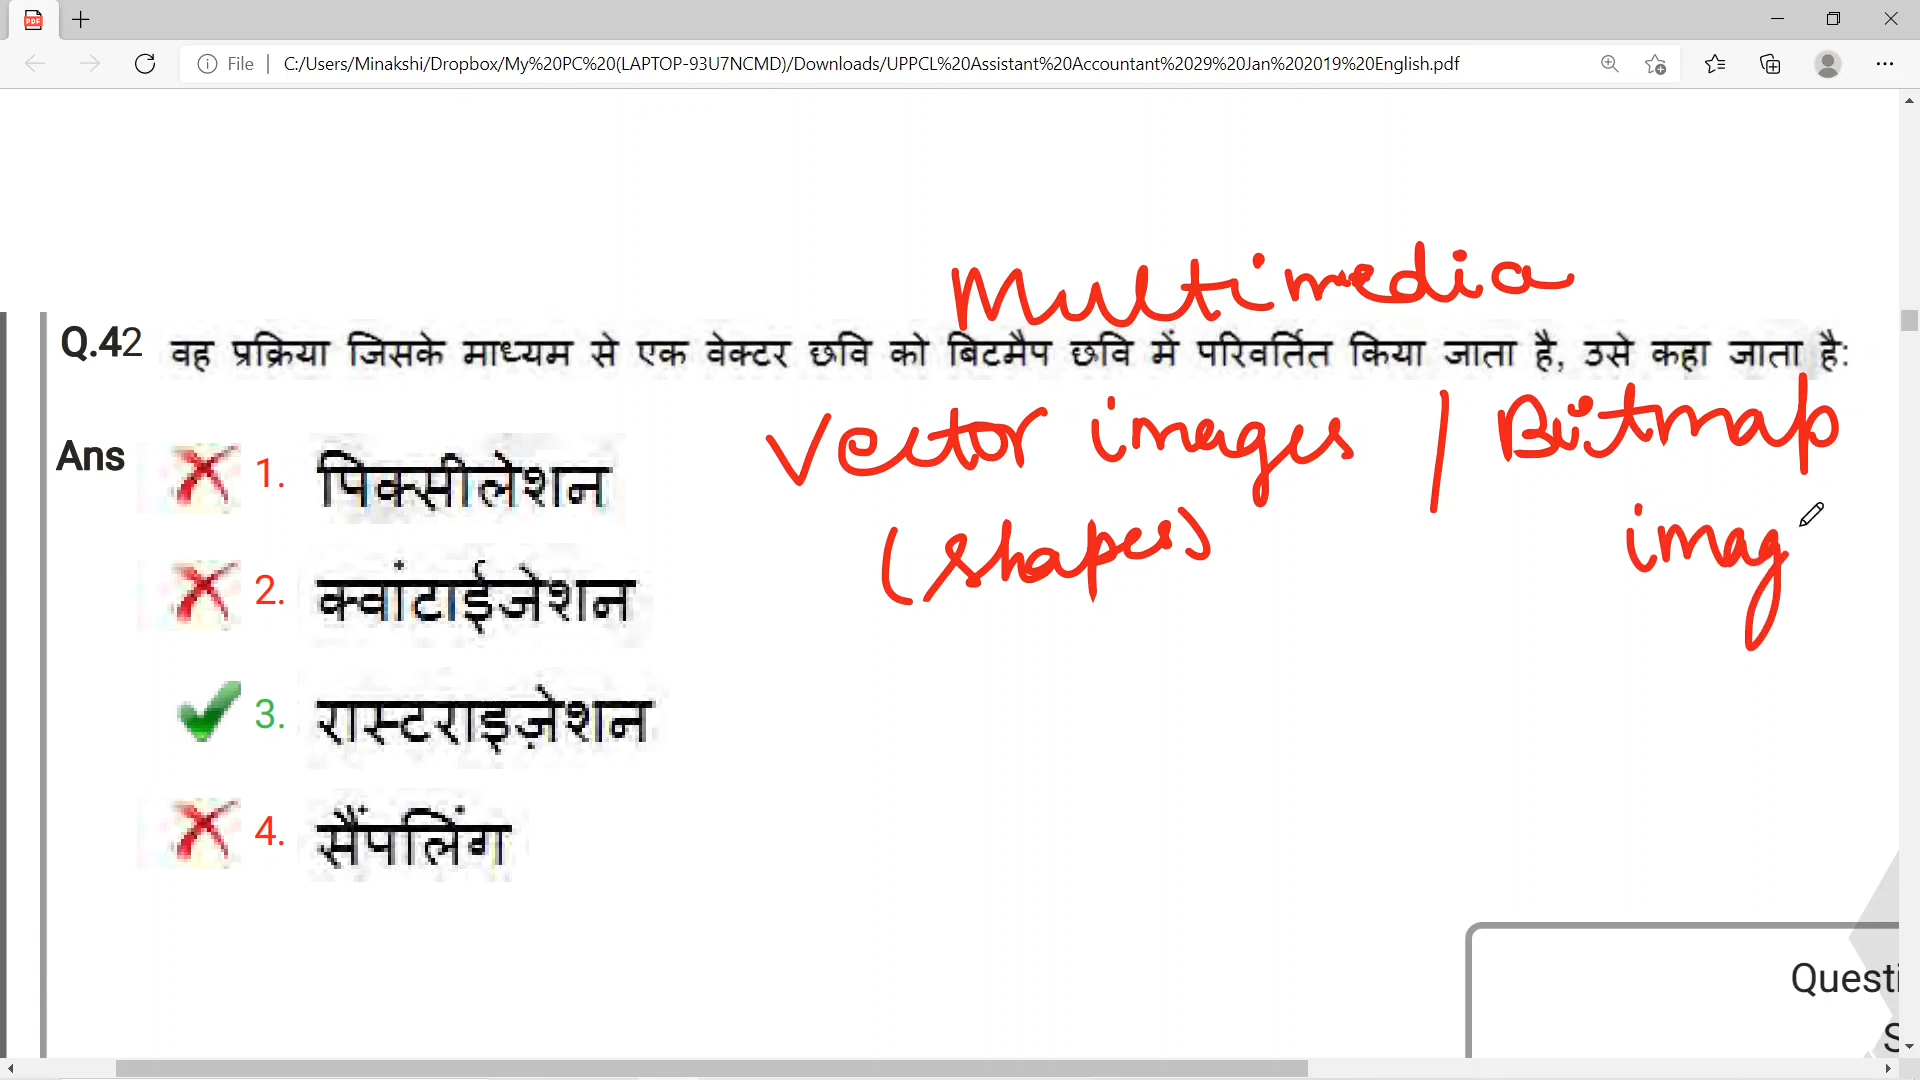 File
C:/Users/Minakshi/Dropbox/My%20PC%20(LAPTOP-93U7NCMD)/Downloads/UPPCL%20Assistant%20Accountant%2029%20Jan%202019%20English.pdf
Multimedia
Q.42 वह प्रक्रिया जिसके माध्यम से एक वेक्टर छवि को बिटमैप छवि में परिवर्तित किया जाता है, उसे कहा जाता है:
Vector images / Bitmap
(shapes) imag
Ans 1. पिक्सीलेशन
2. क्वांटाईजेशन
3. रास्टराइज़ेशन
4. सैंपलिंग
Questi
S